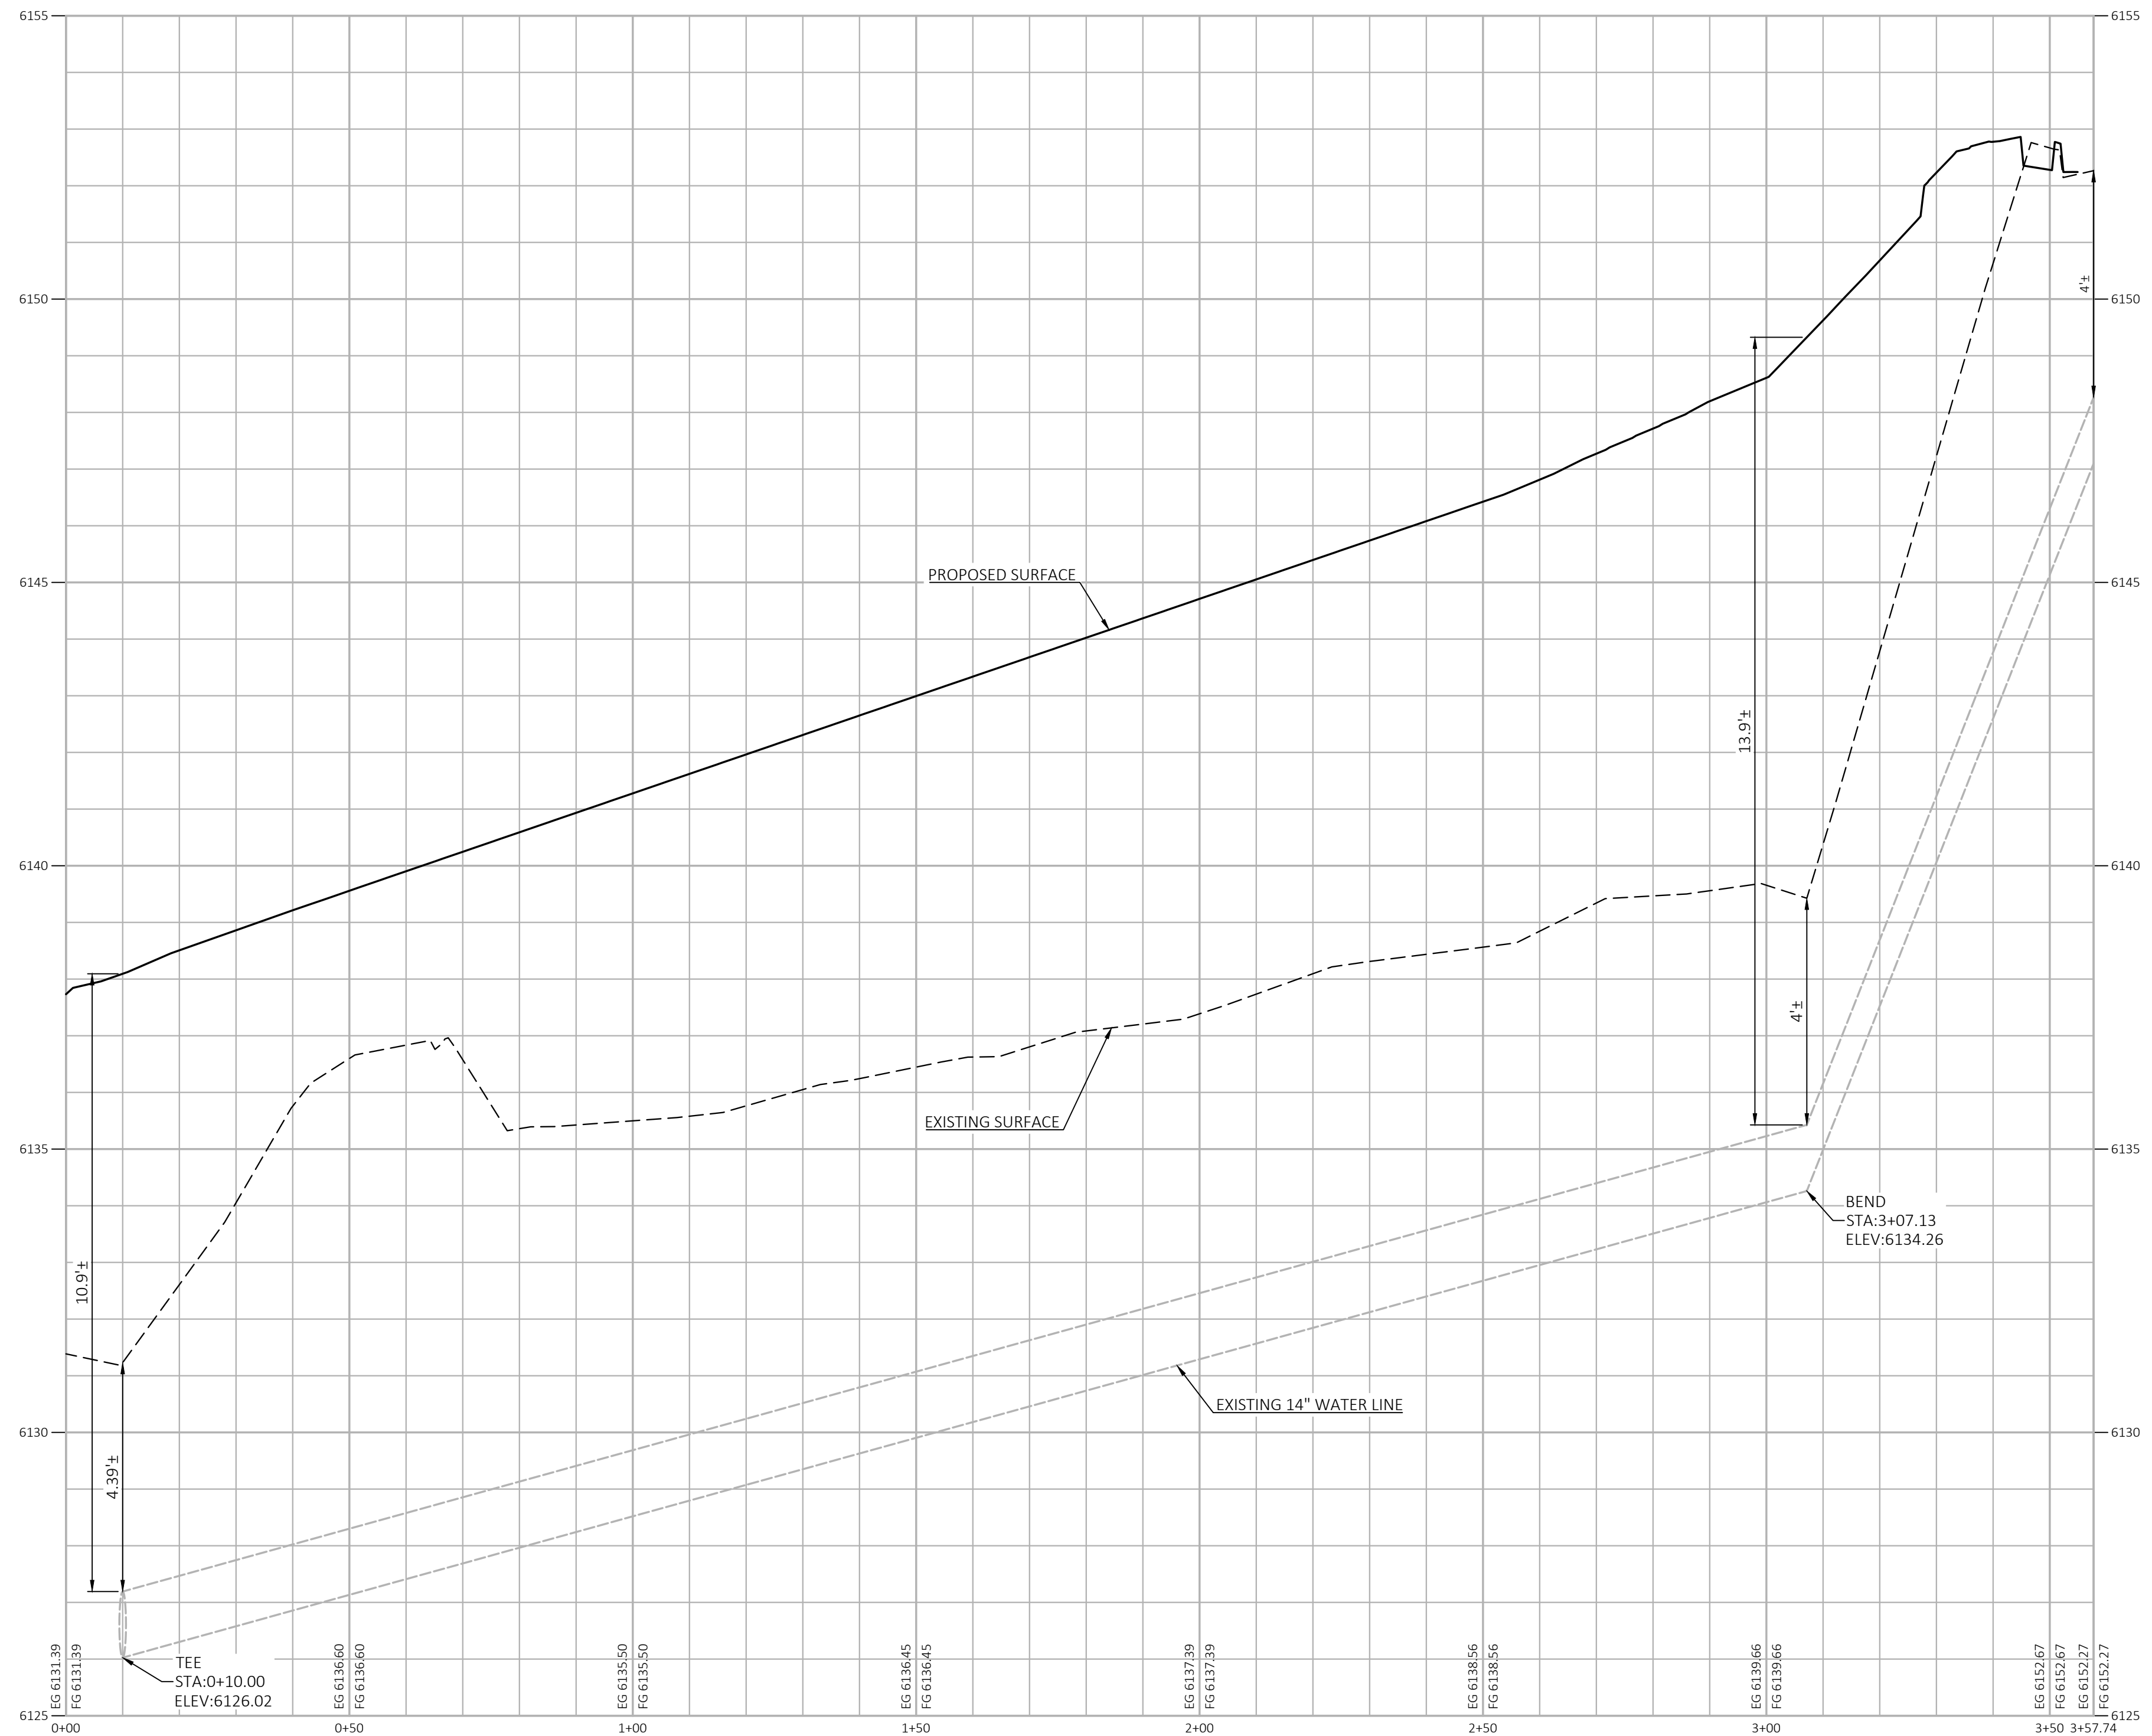 6155
6155
6150
6150
4'±
PROPOSED SURFACE
6145
6145
13.9'±
6140
6140
4'±
EXISTING SURFACE
6135
6135
BEND
STA:3+07.13
ELEV:6134.26
10.9'±
EXISTING 14" WATER LINE
6130
6130
4.39'±
TEE
STA:0+10.00
ELEV:6126.02
EG 6131.39
FG 6131.39
EG 6136.60
FG 6136.60
EG 6135.50
FG 6135.50
EG 6136.45
FG 6136.45
EG 6137.39
FG 6137.39
EG 6138.56
FG 6138.56
EG 6139.66
FG 6139.66
EG 6152.67
FG 6152.67
EG 6152.27
FG 6152.27
6125
6125
0+00
0+50
1+00
1+50
2+00
2+50
3+00
3+50
3+57.74